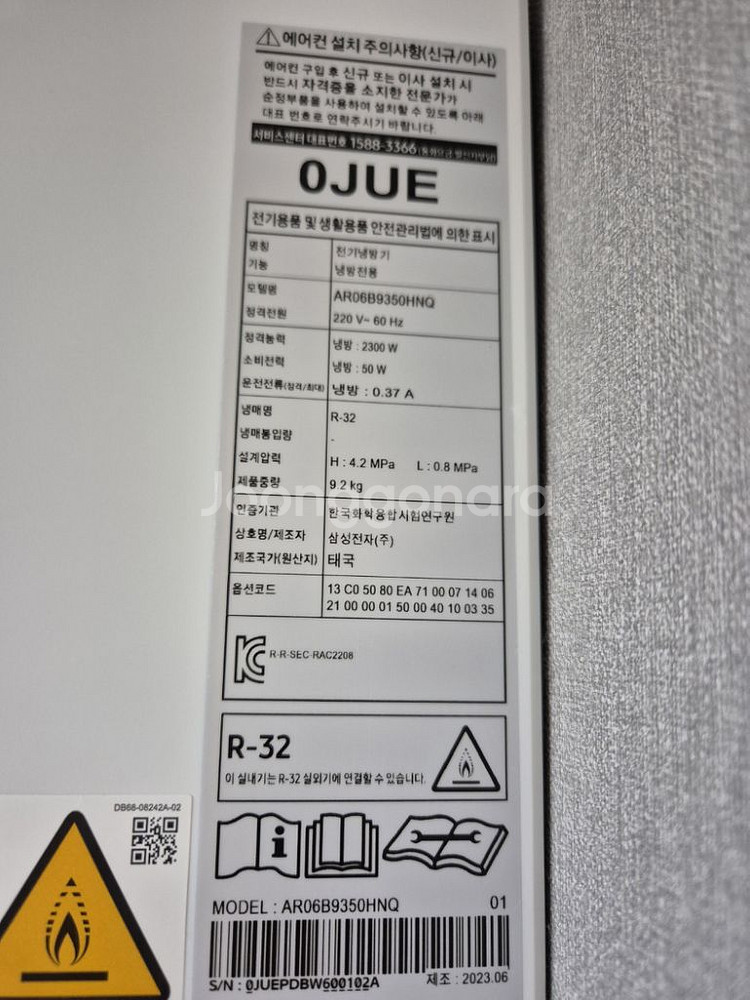 ⚠에어컨 설치 주의사항(신규/이사)
에어컨 구입 후 신규 또는 이사 설치 시
반드시 자격증을 소지한 전문가가
순정부품을 사용하여 설치할 수 있도록 아래
대표 번호로 연락주시기 바랍니다.
서비스센터 대표번호 1588-3366 (통화요금:발신자부담)
0JUE
전기용품 및 생활용품 안전관리법에 의한 표시
명칭 전기냉방기
기능 냉방전용
모델명 AR06B9350HNQ
정격전원 220 V~ 60 Hz
정격능력 냉방 : 2300 W
소비전력 냉방 : 50 W
운전전류(정격/최대) 냉방 : 0.37 A
냉매명 R-32
냉매봉입량 -
설계압력 H : 4.2 MPa L : 0.8 MPa
제품중량 9.2 kg
인증기관 한국화학융합시험연구원
상호명/제조자 삼성전자(주)
제조국가(원산지) 태국
옵션코드 13 C0 50 80 EA 71 00 07 14 06
21 00 00 01 50 00 40 10 03 35
R-R-SEC-RAC2208
R-32
이 실내기는 R-32 실외기에 연결할 수 있습니다.
DB68-08242A-02
MODEL : AR06B9350HNQ 01
S/N : 0JUEPDBW600102A 제조 : 2023.06
Joonggonara